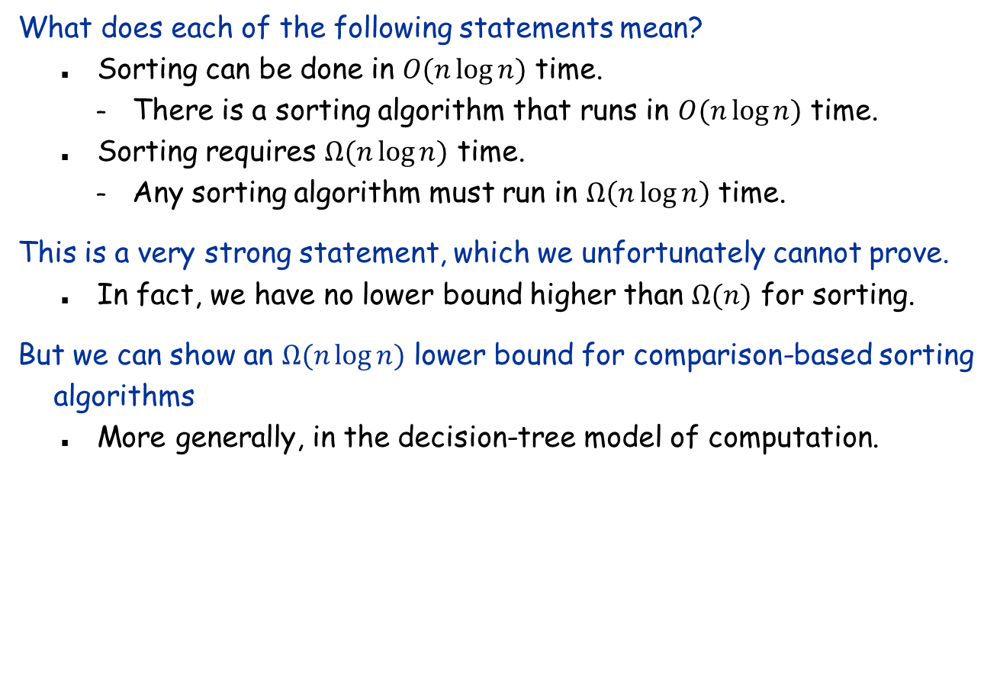 What does each of the following statements mean?
▪ Sorting can be done in O(n log n) time.
- There is a sorting algorithm that runs in O(n log n) time.
▪ Sorting requires Ω(n log n) time.
- Any sorting algorithm must run in Ω(n log n) time.
This is a very strong statement, which we unfortunately cannot prove.
▪ In fact, we have no lower bound higher than Ω(n) for sorting.
But we can show an Ω(n log n) lower bound for comparison-based sorting
algorithms
▪ More generally, in the decision-tree model of computation.